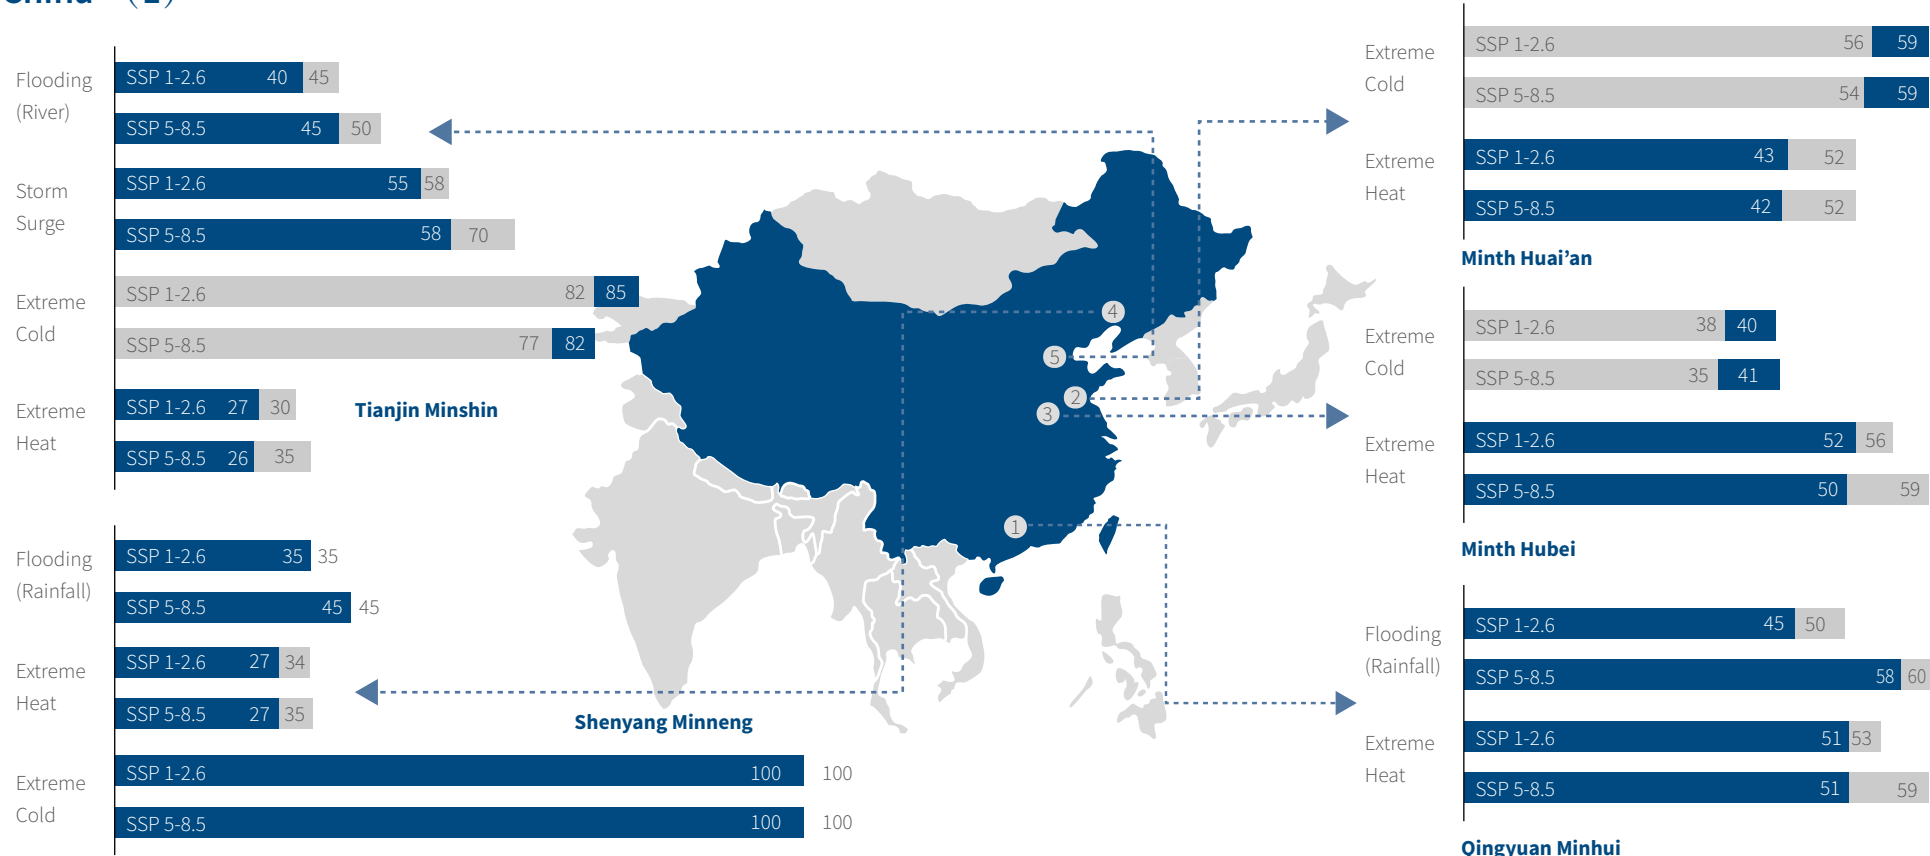 Flooding
(River)
SSP 1-2.6 40 45
SSP 5-8.5 45 50
Storm
Surge
SSP 1-2.6 55 58
SSP 5-8.5 58 70
Extreme
Cold
SSP 1-2.6 82 85
SSP 5-8.5 77 82
Extreme
Heat
SSP 1-2.6 27 30
SSP 5-8.5 26 35
Tianjin Minshin
Flooding
(Rainfall)
SSP 1-2.6 35 35
SSP 5-8.5 45 45
Extreme
Heat
SSP 1-2.6 27 34
SSP 5-8.5 27 35
Shenyang Minneng
Extreme
Cold
SSP 1-2.6 100 100
SSP 5-8.5 100 100
4
5
2
3
1
Extreme
Cold
SSP 1-2.6 56 59
SSP 5-8.5 54 59
Extreme
Heat
SSP 1-2.6 43 52
SSP 5-8.5 42 52
Minth Huai’an
Extreme
Cold
SSP 1-2.6 38 40
SSP 5-8.5 35 41
Extreme
Heat
SSP 1-2.6 52 56
SSP 5-8.5 50 59
Minth Hubei
Flooding
(Rainfall)
SSP 1-2.6 45 50
SSP 5-8.5 58 60
Extreme
Heat
SSP 1-2.6 51 53
SSP 5-8.5 51 59
Qingyuan Minhui